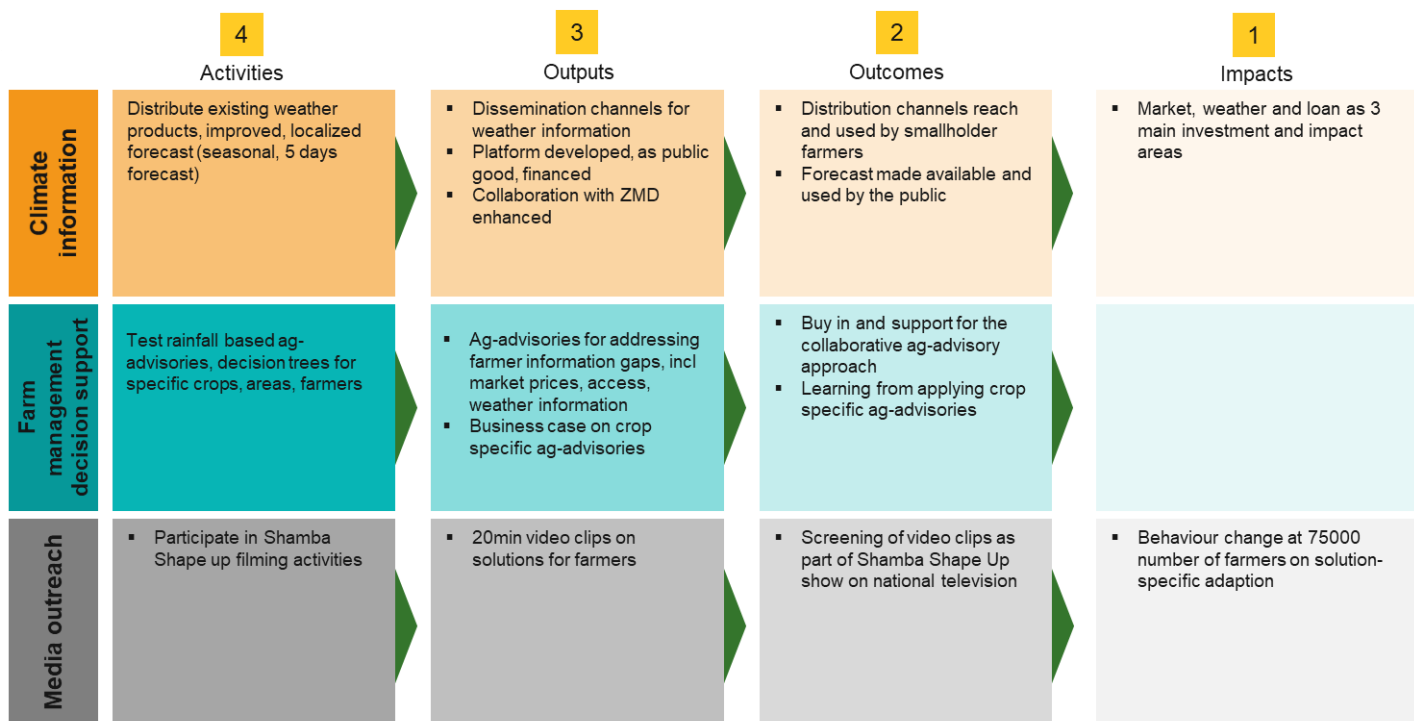 4
Activities
3
Outputs
2
Outcomes
1
Impacts
Climate
information
Distribute existing weather
products, improved, localized
forecast (seasonal, 5 days
forecast)
▪ Dissemination channels for
weather information
▪ Platform developed, as public
good, financed
▪ Collaboration with ZMD
enhanced
▪ Distribution channels reach
and used by smallholder
farmers
▪ Forecast made available and
used by the public
▪ Market, weather and loan as 3
main investment and impact
areas
Farm
management
decision support
Test rainfall based ag-
advisories, decision trees for
specific crops, areas, farmers
▪ Ag-advisories for addressing
farmer information gaps, incl
market prices, access,
weather information
▪ Business case on crop
specific ag-advisories
▪ Buy in and support for the
collaborative ag-advisory
approach
▪ Learning from applying crop
specific ag-advisories
Media outreach
▪ Participate in Shamba
Shape up filming activities
▪ 20min video clips on
solutions for farmers
▪ Screening of video clips as
part of Shamba Shape Up
show on national television
▪ Behaviour change at 75000
number of farmers on solution-
specific adaption